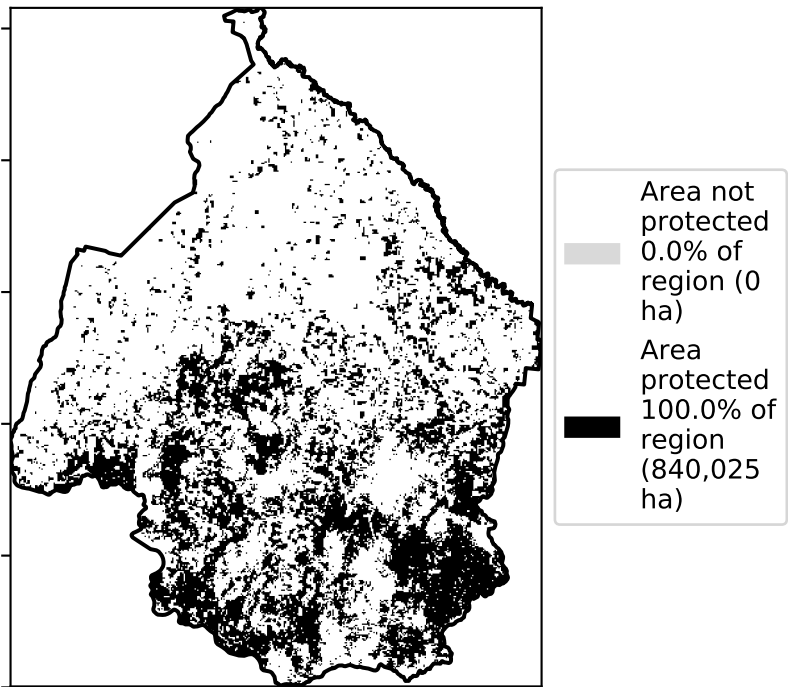 Area not
protected
0.0% of
region (0
ha)
Area
protected
100.0% of
region
(840,025
ha)